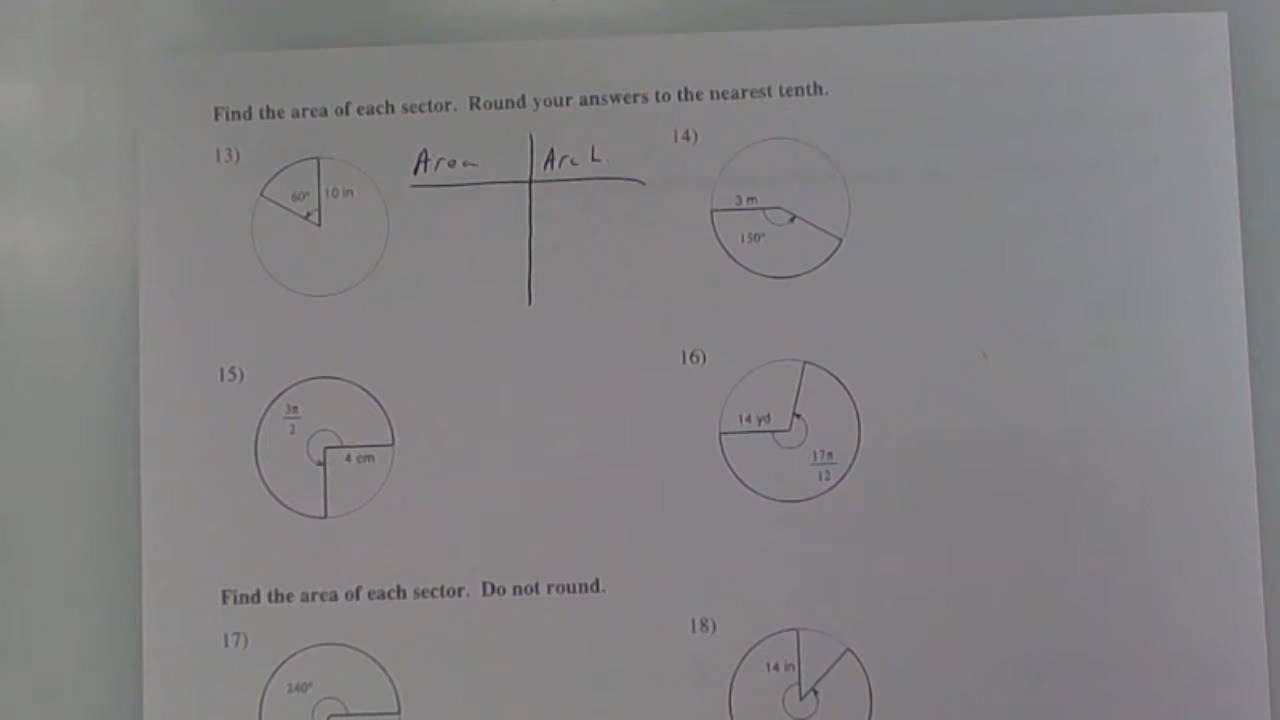 Find the area of each sector. Round your answers to the nearest tenth.
13)
60°
10 in
Area
Arc L.
14)
3 m
150°
15)
3π
2
4 cm
16)
14 yd
17π
12
Find the area of each sector. Do not round.
17)
240°
18)
14 in